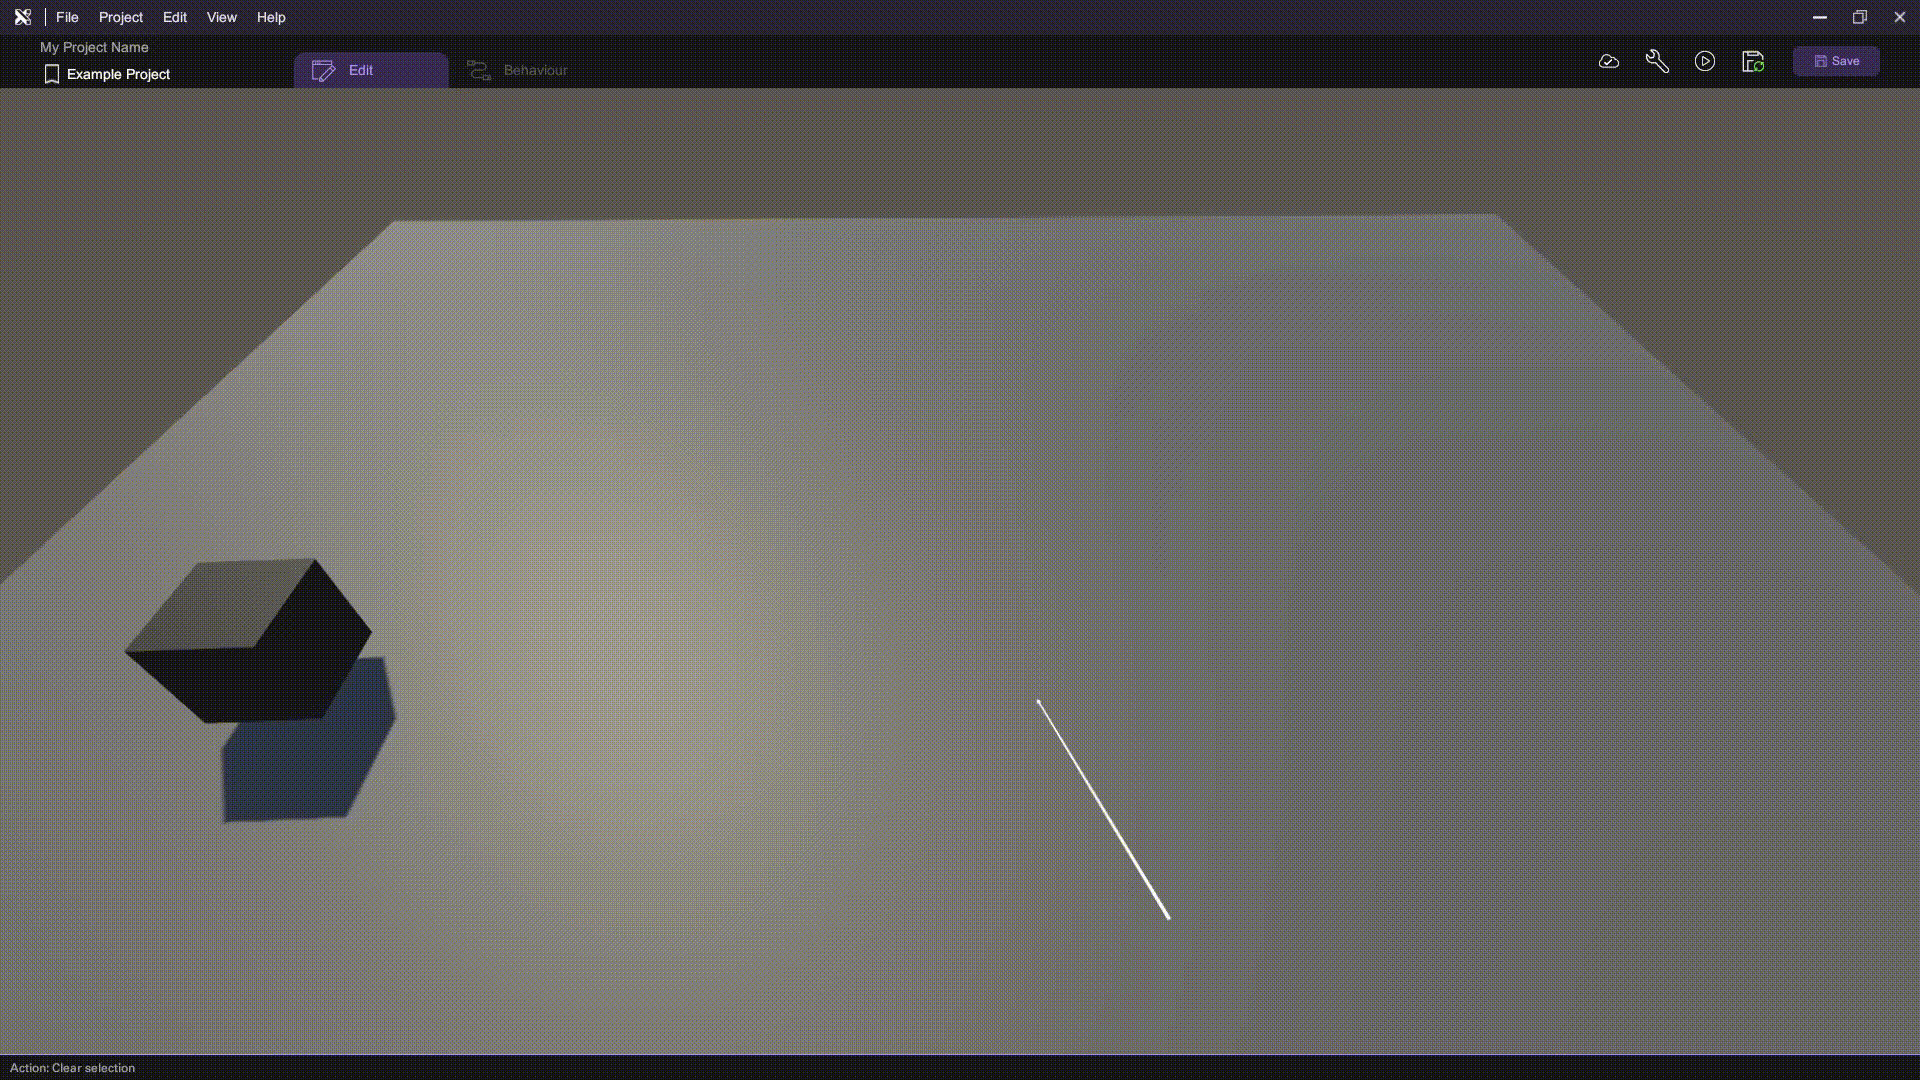 File Project Edit View Help
My Project Name
Example Project
Edit
Behaviour
Save
Action: Clear selection